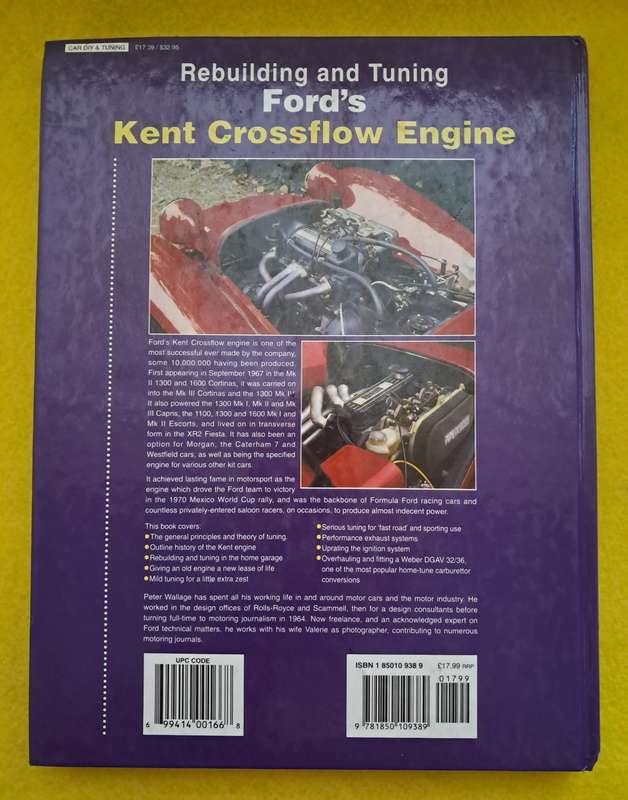 CAR DIY & TUNING £17.99 / $32.95
Rebuilding and Tuning
Ford's
Kent Crossflow Engine
Ford's Kent Crossflow engine is one of the
most successful ever made by the company,
some 10,000,000 having been produced.
First appearing in September 1967 in the Mk
II 1300 and 1600 Cortinas, it was carried on
into the Mk III Cortinas and the 1300 Mk IV.
It also powered the 1300 Mk I, Mk II and Mk
III Capris, the 1100, 1300 and 1600 Mk I and
Mk II Escorts, and lived on in transverse
form in the XR2 Fiesta. It has also been an
option for Morgan, the Caterham 7 and
Westfield cars, as well as being the specified
engine for various other kit cars.
It achieved lasting fame in motorsport as the
engine which drove the Ford team to victory
in the 1970 Mexico World Cup rally, and was the backbone of Formula Ford racing cars and
countless privately-entered saloon racers, on occasions, to produce almost indecent power.
This book covers:
The general principles and theory of tuning.
Outline history of the Kent engine
Rebuilding and tuning in the home garage
Giving an old engine a new lease of life
Mild tuning for a little extra zest
Serious tuning for 'fast road' and sporting use
Performance exhaust systems
Uprating the ignition system
Overhauling and fitting a Weber DGAV 32/36,
one of the most popular home-tune carburettor
conversions
Peter Wallage has spent all his working life in and around motor cars and the motor industry. He
worked in the design offices of Rolls-Royce and Scammell, then for a design consultants before
turning full-time to motoring journalism in 1964. Now freelance, and an acknowledged expert on
Ford technical matters, he works with his wife Valerie as photographer, contributing to numerous
motoring journals.
UPC CODE
6 99414 00166 8
ISBN 1 85010 938 9 £17.99 RRP
01799
9 781850 109389